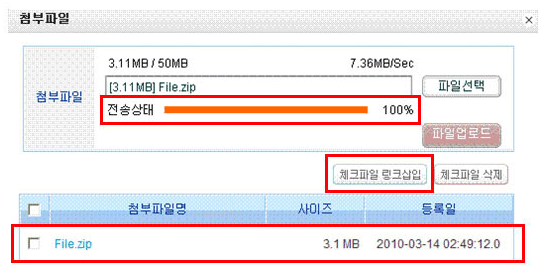 첨부파일
3.11MB / 50MB 7.36MB/Sec
첨부파일 [3.11MB] File.zip 파일선택
전송상태 100%
파일업로드
체크파일 링크삽입 체크파일 삭제
첨부파일명 사이즈 등록일
File.zip 3.1 MB 2010-03-14 02:49:12.0